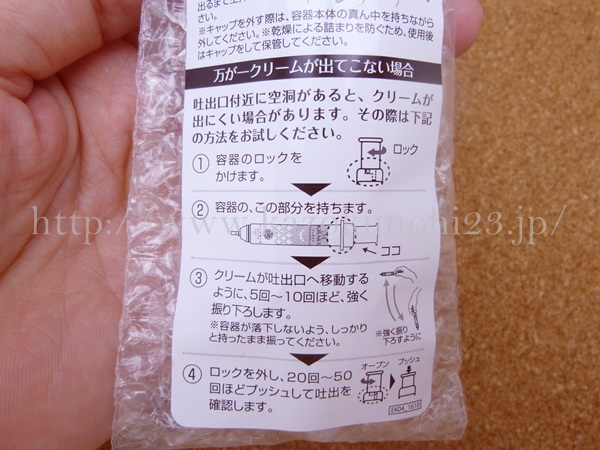 さい。
※キャップを外す際は、容器本体の真ん中を持ちながら
外してください。※乾燥による詰まりを防ぐため、使用後
はキャップをして保管してください。
万が一クリームが出てこない場合
吐出口付近に空洞があると、クリームが
出にくい場合があります。その際は下記
の方法をお試しください。
① 容器のロックを
かけます。
ロック
② 容器の、この部分を持ちます。
ココ
③ クリームが吐出口へ移動する
ように、5回〜10回ほど、強く
振り下ろします。
※容器が落下しないよう、しっかり
と持ったまま振ってください。
※強く振り
下ろすように
④ ロックを外し、20回〜50
回ほどプッシュして吐出を
確認します。
オープン プッシュ
EK04 1610